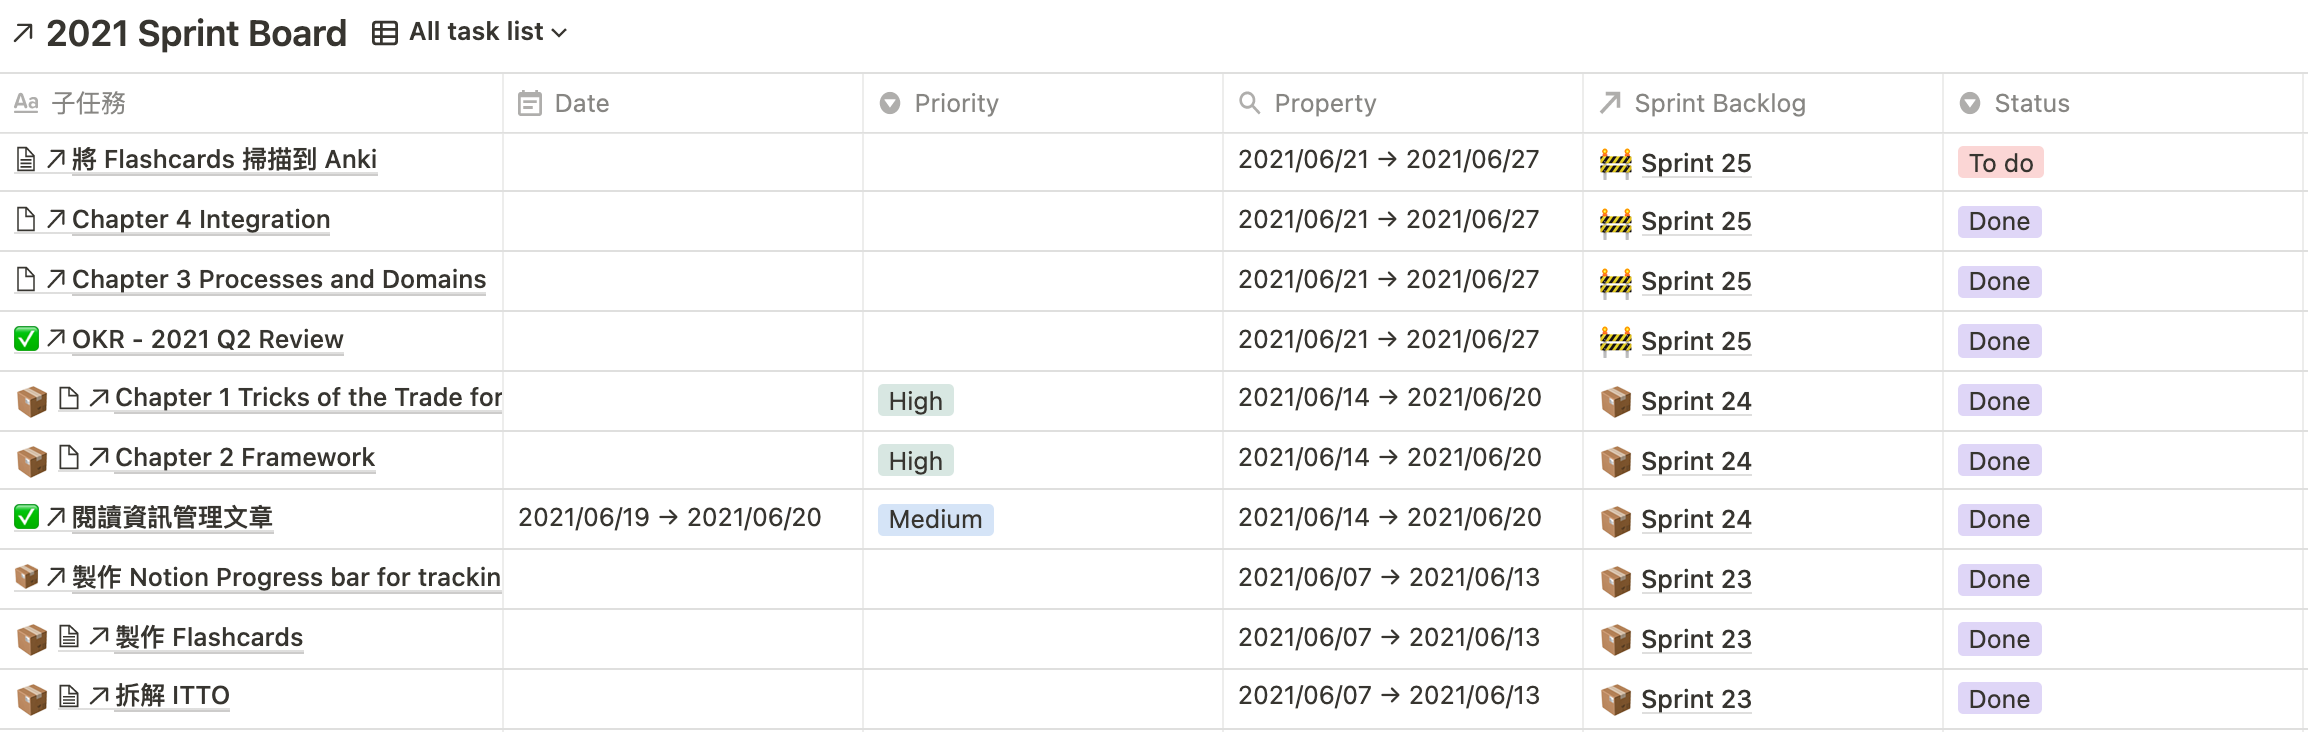 2021 Sprint Board All task list
Aa 子任務 Date Priority Property Sprint Backlog Status
將 Flashcards 掃描到 Anki 2021/06/21 → 2021/06/27 Sprint 25 To do
Chapter 4 Integration 2021/06/21 → 2021/06/27 Sprint 25 Done
Chapter 3 Processes and Domains 2021/06/21 → 2021/06/27 Sprint 25 Done
OKR - 2021 Q2 Review 2021/06/21 → 2021/06/27 Sprint 25 Done
Chapter 1 Tricks of the Trade for High 2021/06/14 → 2021/06/20 Sprint 24 Done
Chapter 2 Framework High 2021/06/14 → 2021/06/20 Sprint 24 Done
閱讀資訊管理文章 2021/06/19 → 2021/06/20 Medium 2021/06/14 → 2021/06/20 Sprint 24 Done
製作 Notion Progress bar for trackin 2021/06/07 → 2021/06/13 Sprint 23 Done
製作 Flashcards 2021/06/07 → 2021/06/13 Sprint 23 Done
拆解 ITTO 2021/06/07 → 2021/06/13 Sprint 23 Done